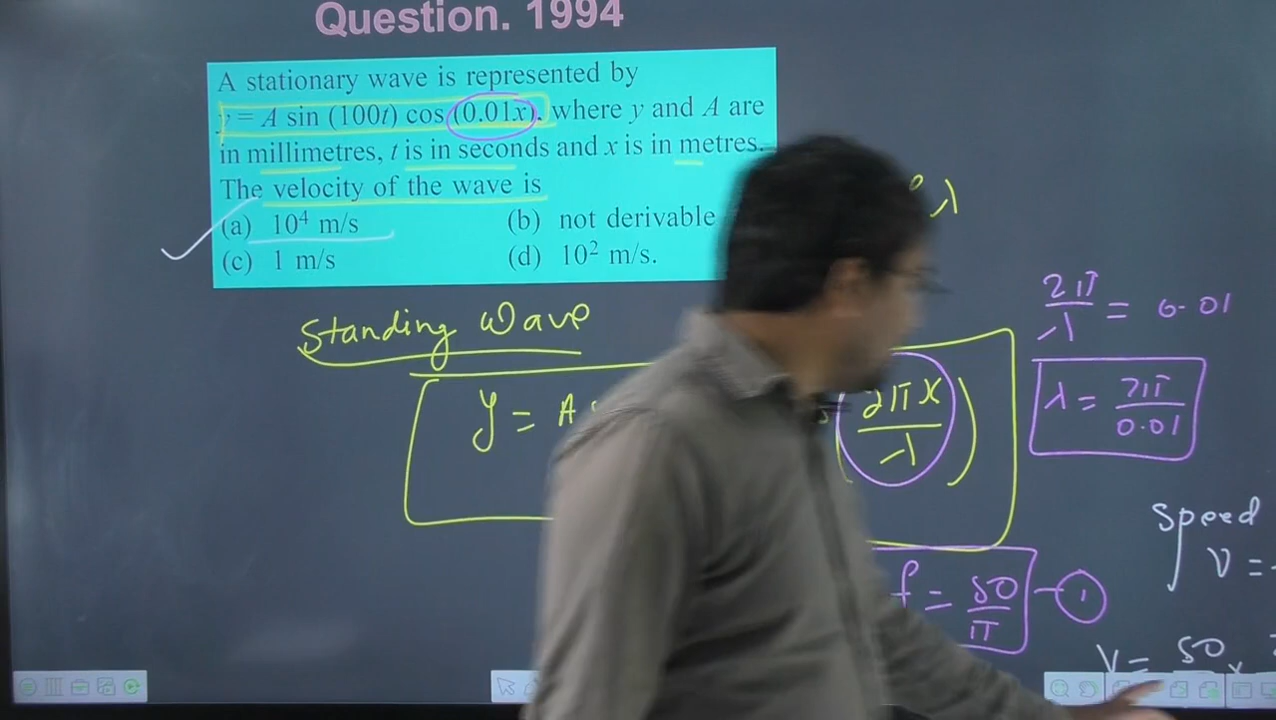 Question. 1994
A stationary wave is represented by
y = A sin (100t) cos (0.01x), where y and A are
in millimetres, t is in seconds and x is in metres.
The velocity of the wave is
(a) 10⁴ m/s (b) not derivable
(c) 1 m/s (d) 10² m/s.
λ
Standing Wave
y = A
2πx
λ
2π
λ = 0.01
λ = 2π
0.01
f = 50
π
1
Speed
v =
v = 50 x